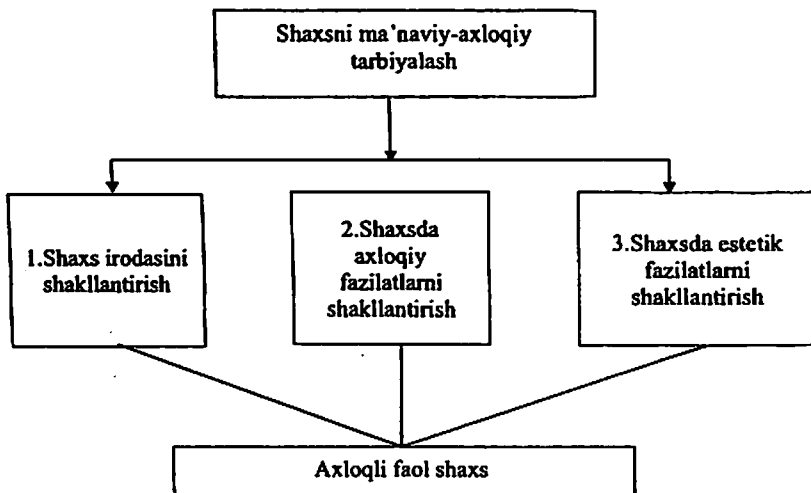 Shaxsni ma'naviy-axloqiy
tarbiyalash
1.Shaxs irodasini
shakllantirish
2.Shaxsda
axloqiy
fazilatlarni
shakllantirish
3.Shaxsda estetik
fazilatlarni
shakllantirish
Axloqli faol shaxs